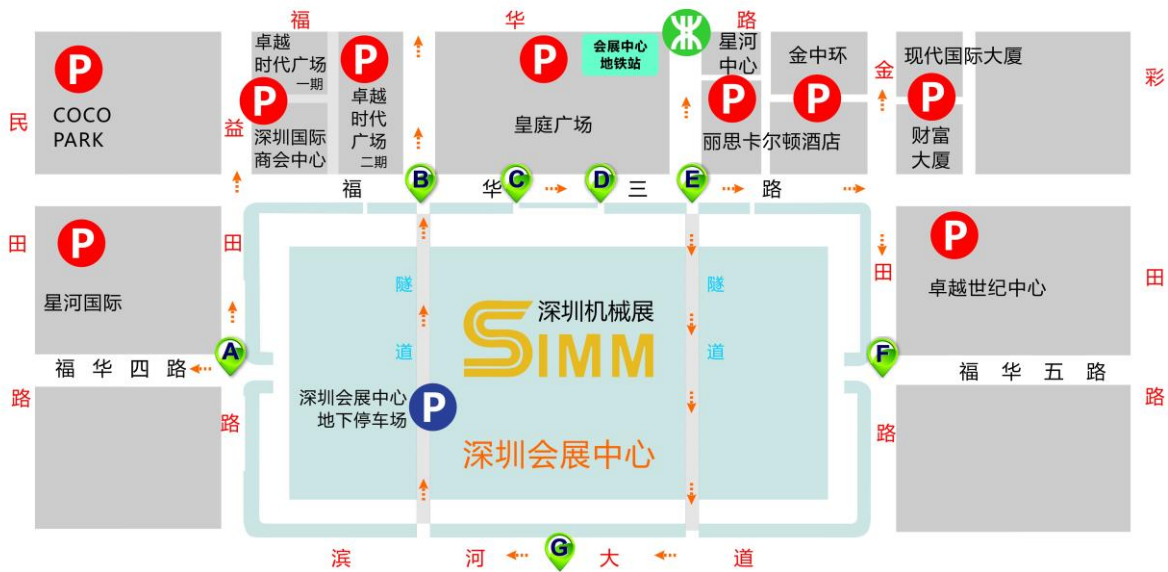 福华路
P
COCO
PARK
卓越
时代广场
一期
P
深圳国际
商会中心
P
卓越
时代
广场
二期
P
会展中心
地铁站
皇庭广场
星河
中心
P
丽思卡尔顿酒店
金中环
P
现代国际大厦
P
财富
大厦
民田路
益田路
金田路
彩田路
福华三路
A
B
C
D
E
F
G
P
星河国际
P
卓越世纪中心
福华四路
福华五路
隧道
隧道
深圳机械展
SIMM
深圳会展中心
地下停车场
P
深圳会展中心
滨河大道